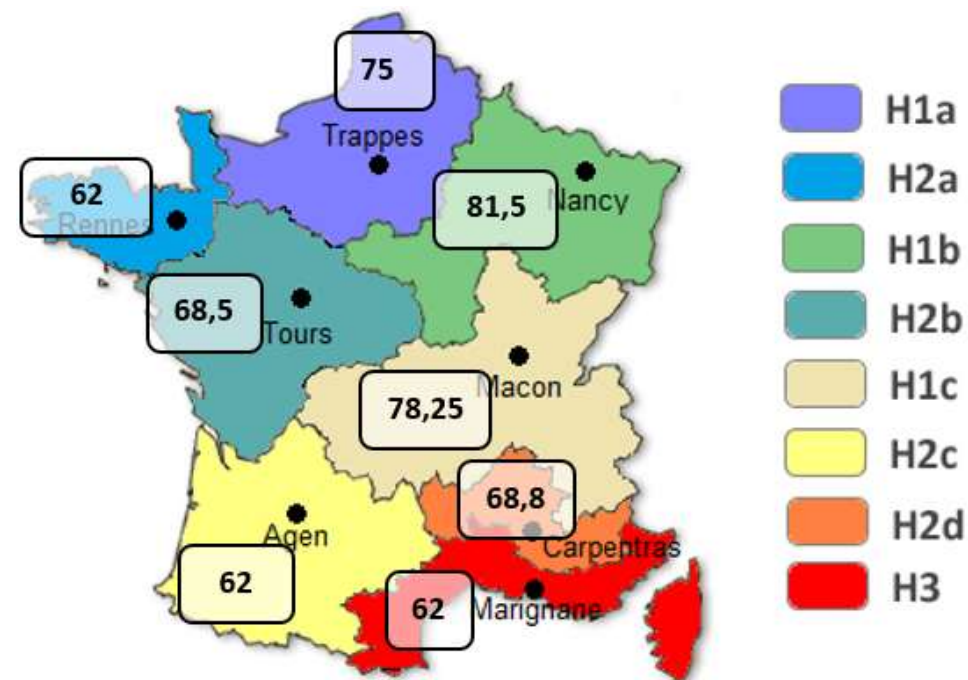 75
Trappes
62
Rennes
81,5
Nancy
68,5
Tours
78,25
Macon
68,8
Carpentras
Agen
62
62
Marignane
H1a
H2a
H1b
H2b
H1c
H2c
H2d
H3